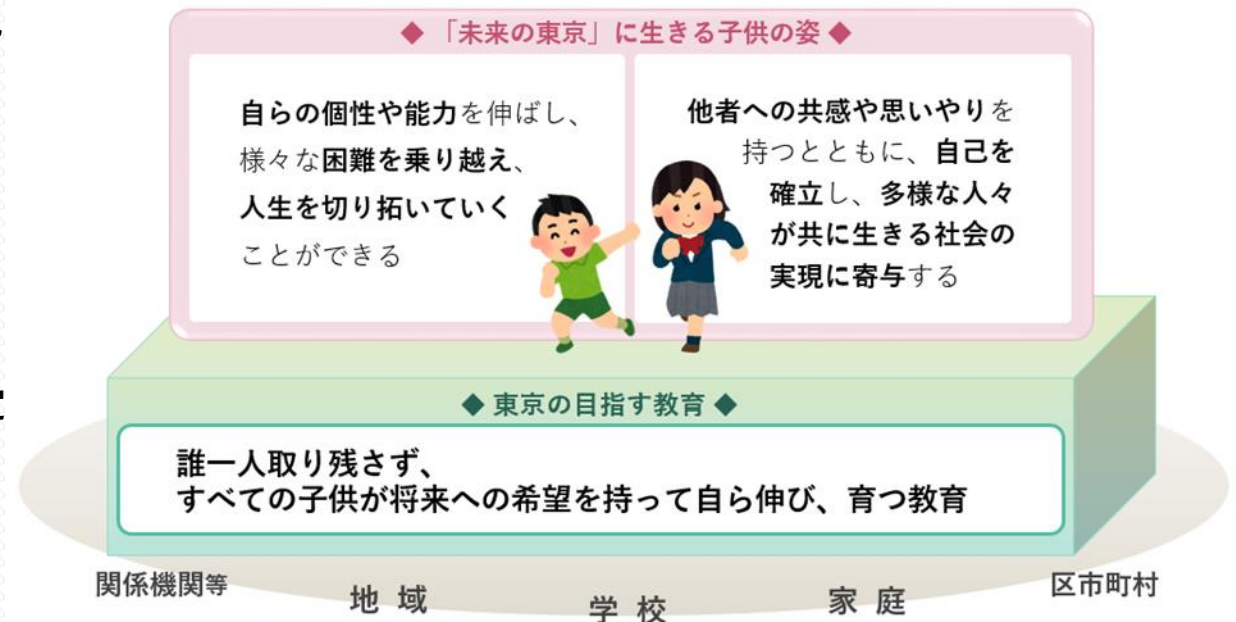 ◆ 「未来の東京」に生きる子供の姿 ◆
自らの個性や能力を伸ばし、
様々な困難を乗り越え、
人生を切り拓いていく
ことができる
他者への共感や思いやりを
持つとともに、自己を
確立し、多様な人々
が共に生きる社会の
実現に寄与する
◆ 東京の目指す教育 ◆
誰一人取り残さず、
すべての子供が将来への希望を持って自ら伸び、育つ教育
関係機関等
地 域
学 校
家 庭
区市町村